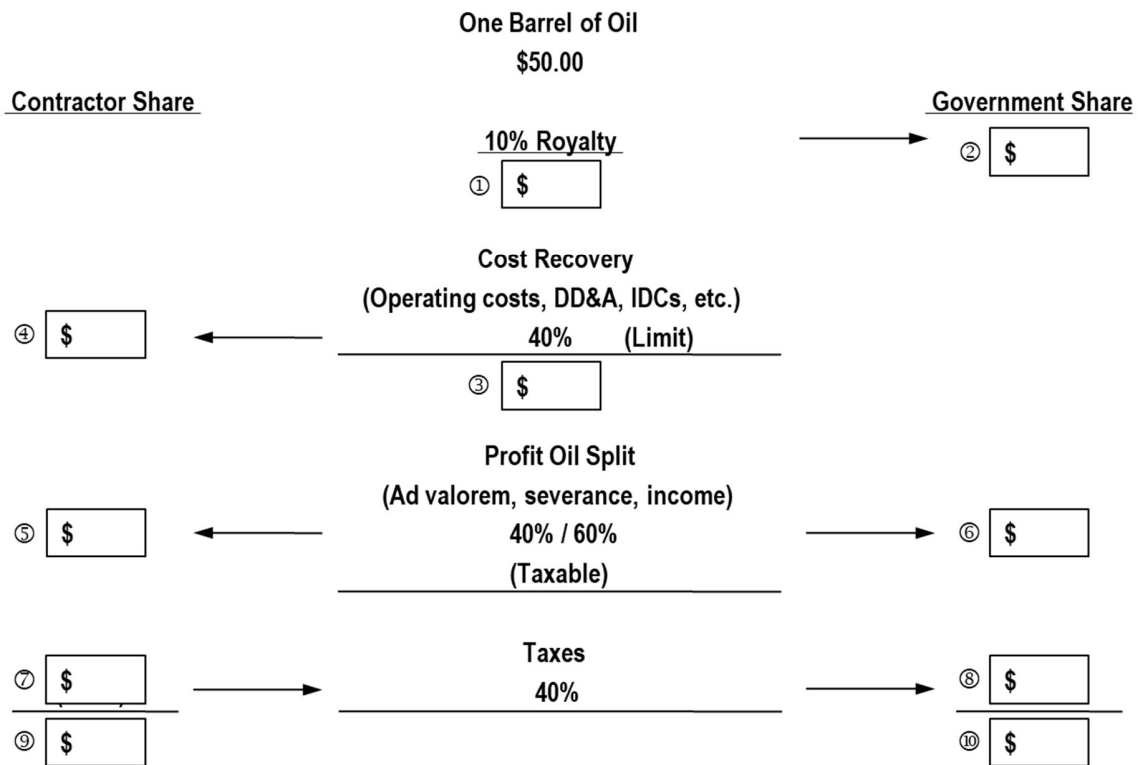 One Barrel of Oil
$50.00
Contractor Share
Government Share
10% Royalty
② $
① $
Cost Recovery
(Operating costs, DD&A, IDCs, etc.)
④ $
40% (Limit)
③ $
Profit Oil Split
(Ad valorem, severance, income)
⑤ $
40% / 60%
⑥ $
(Taxable)
Taxes
⑦ $
40%
⑧ $
⑨ $
⑩ $